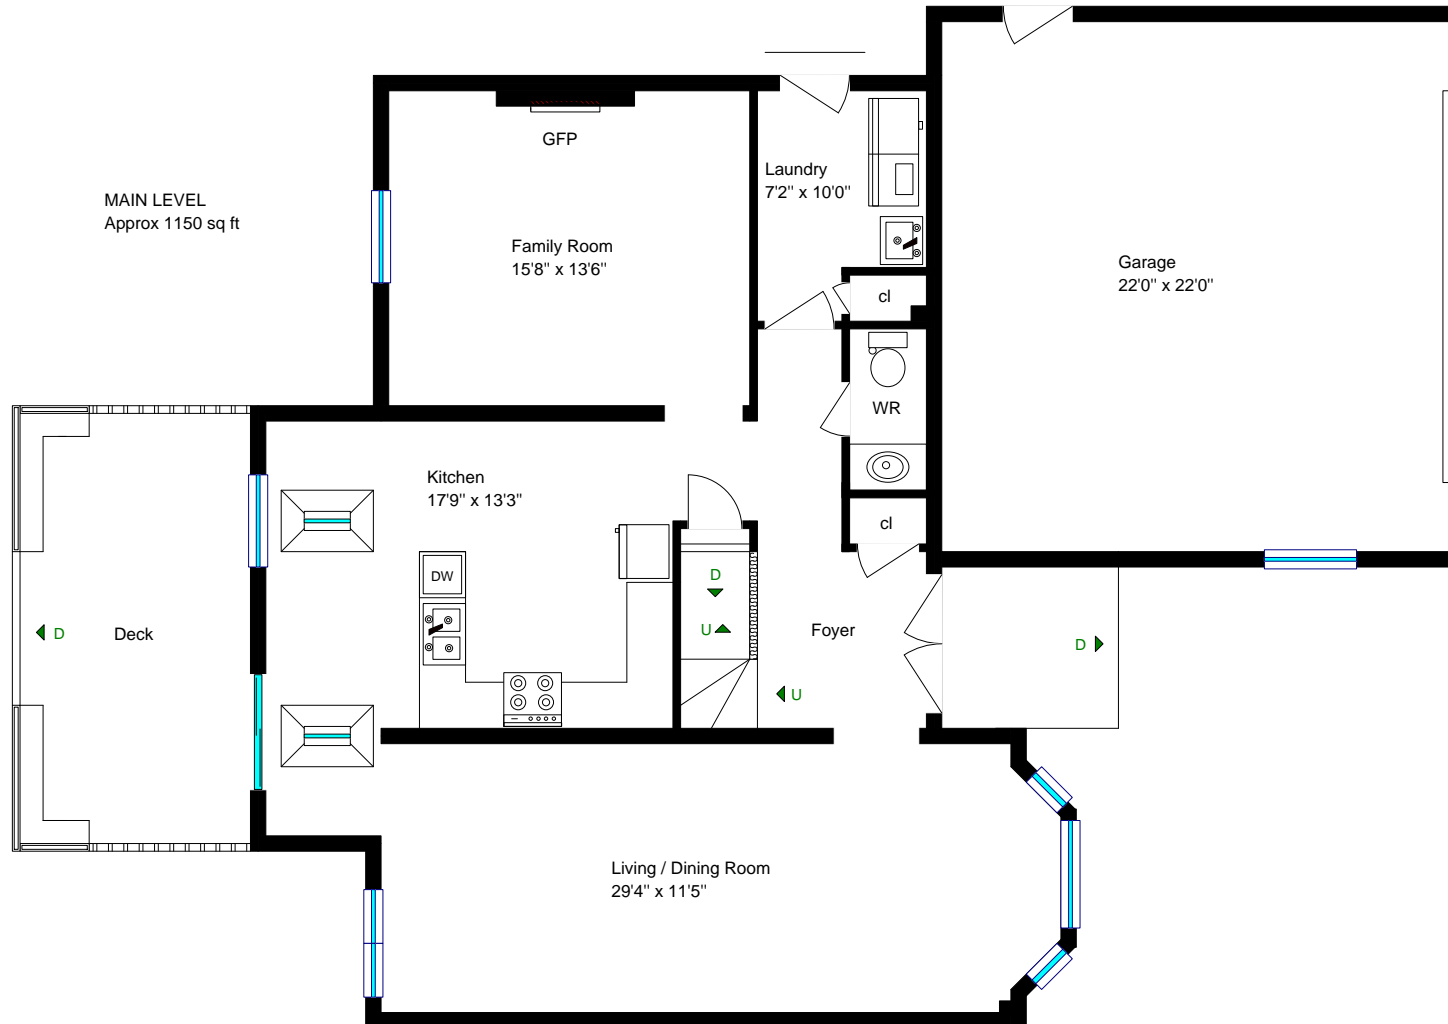 GFP
Laundry
7'2" x 10'0"
MAIN LEVEL
Approx 1150 sq ft
Family Room
15'8" x 13'6"
Garage
22'0" x 22'0"
cl
WR
Kitchen
17'9" x 13'3"
cl
DW
D
U
Foyer
D
Deck
D
U
Living / Dining Room
29'4" x 11'5"